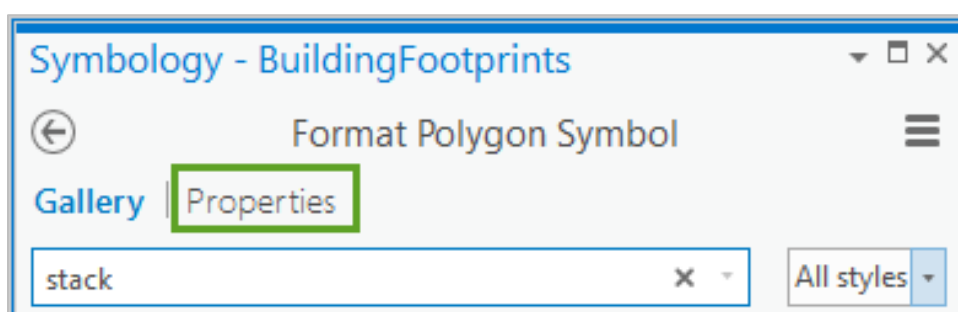 Symbology - BuildingFootprints
Format Polygon Symbol
Gallery | Properties
stack All styles